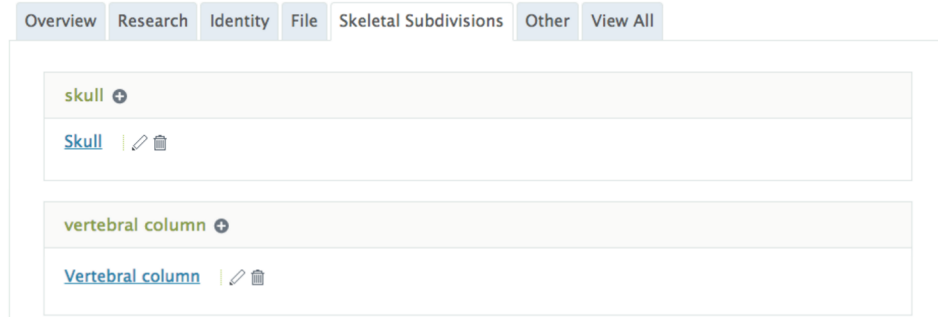 Overview Research Identity File Skeletal Subdivisions Other View All
skull
Skull
vertebral column
Vertebral column